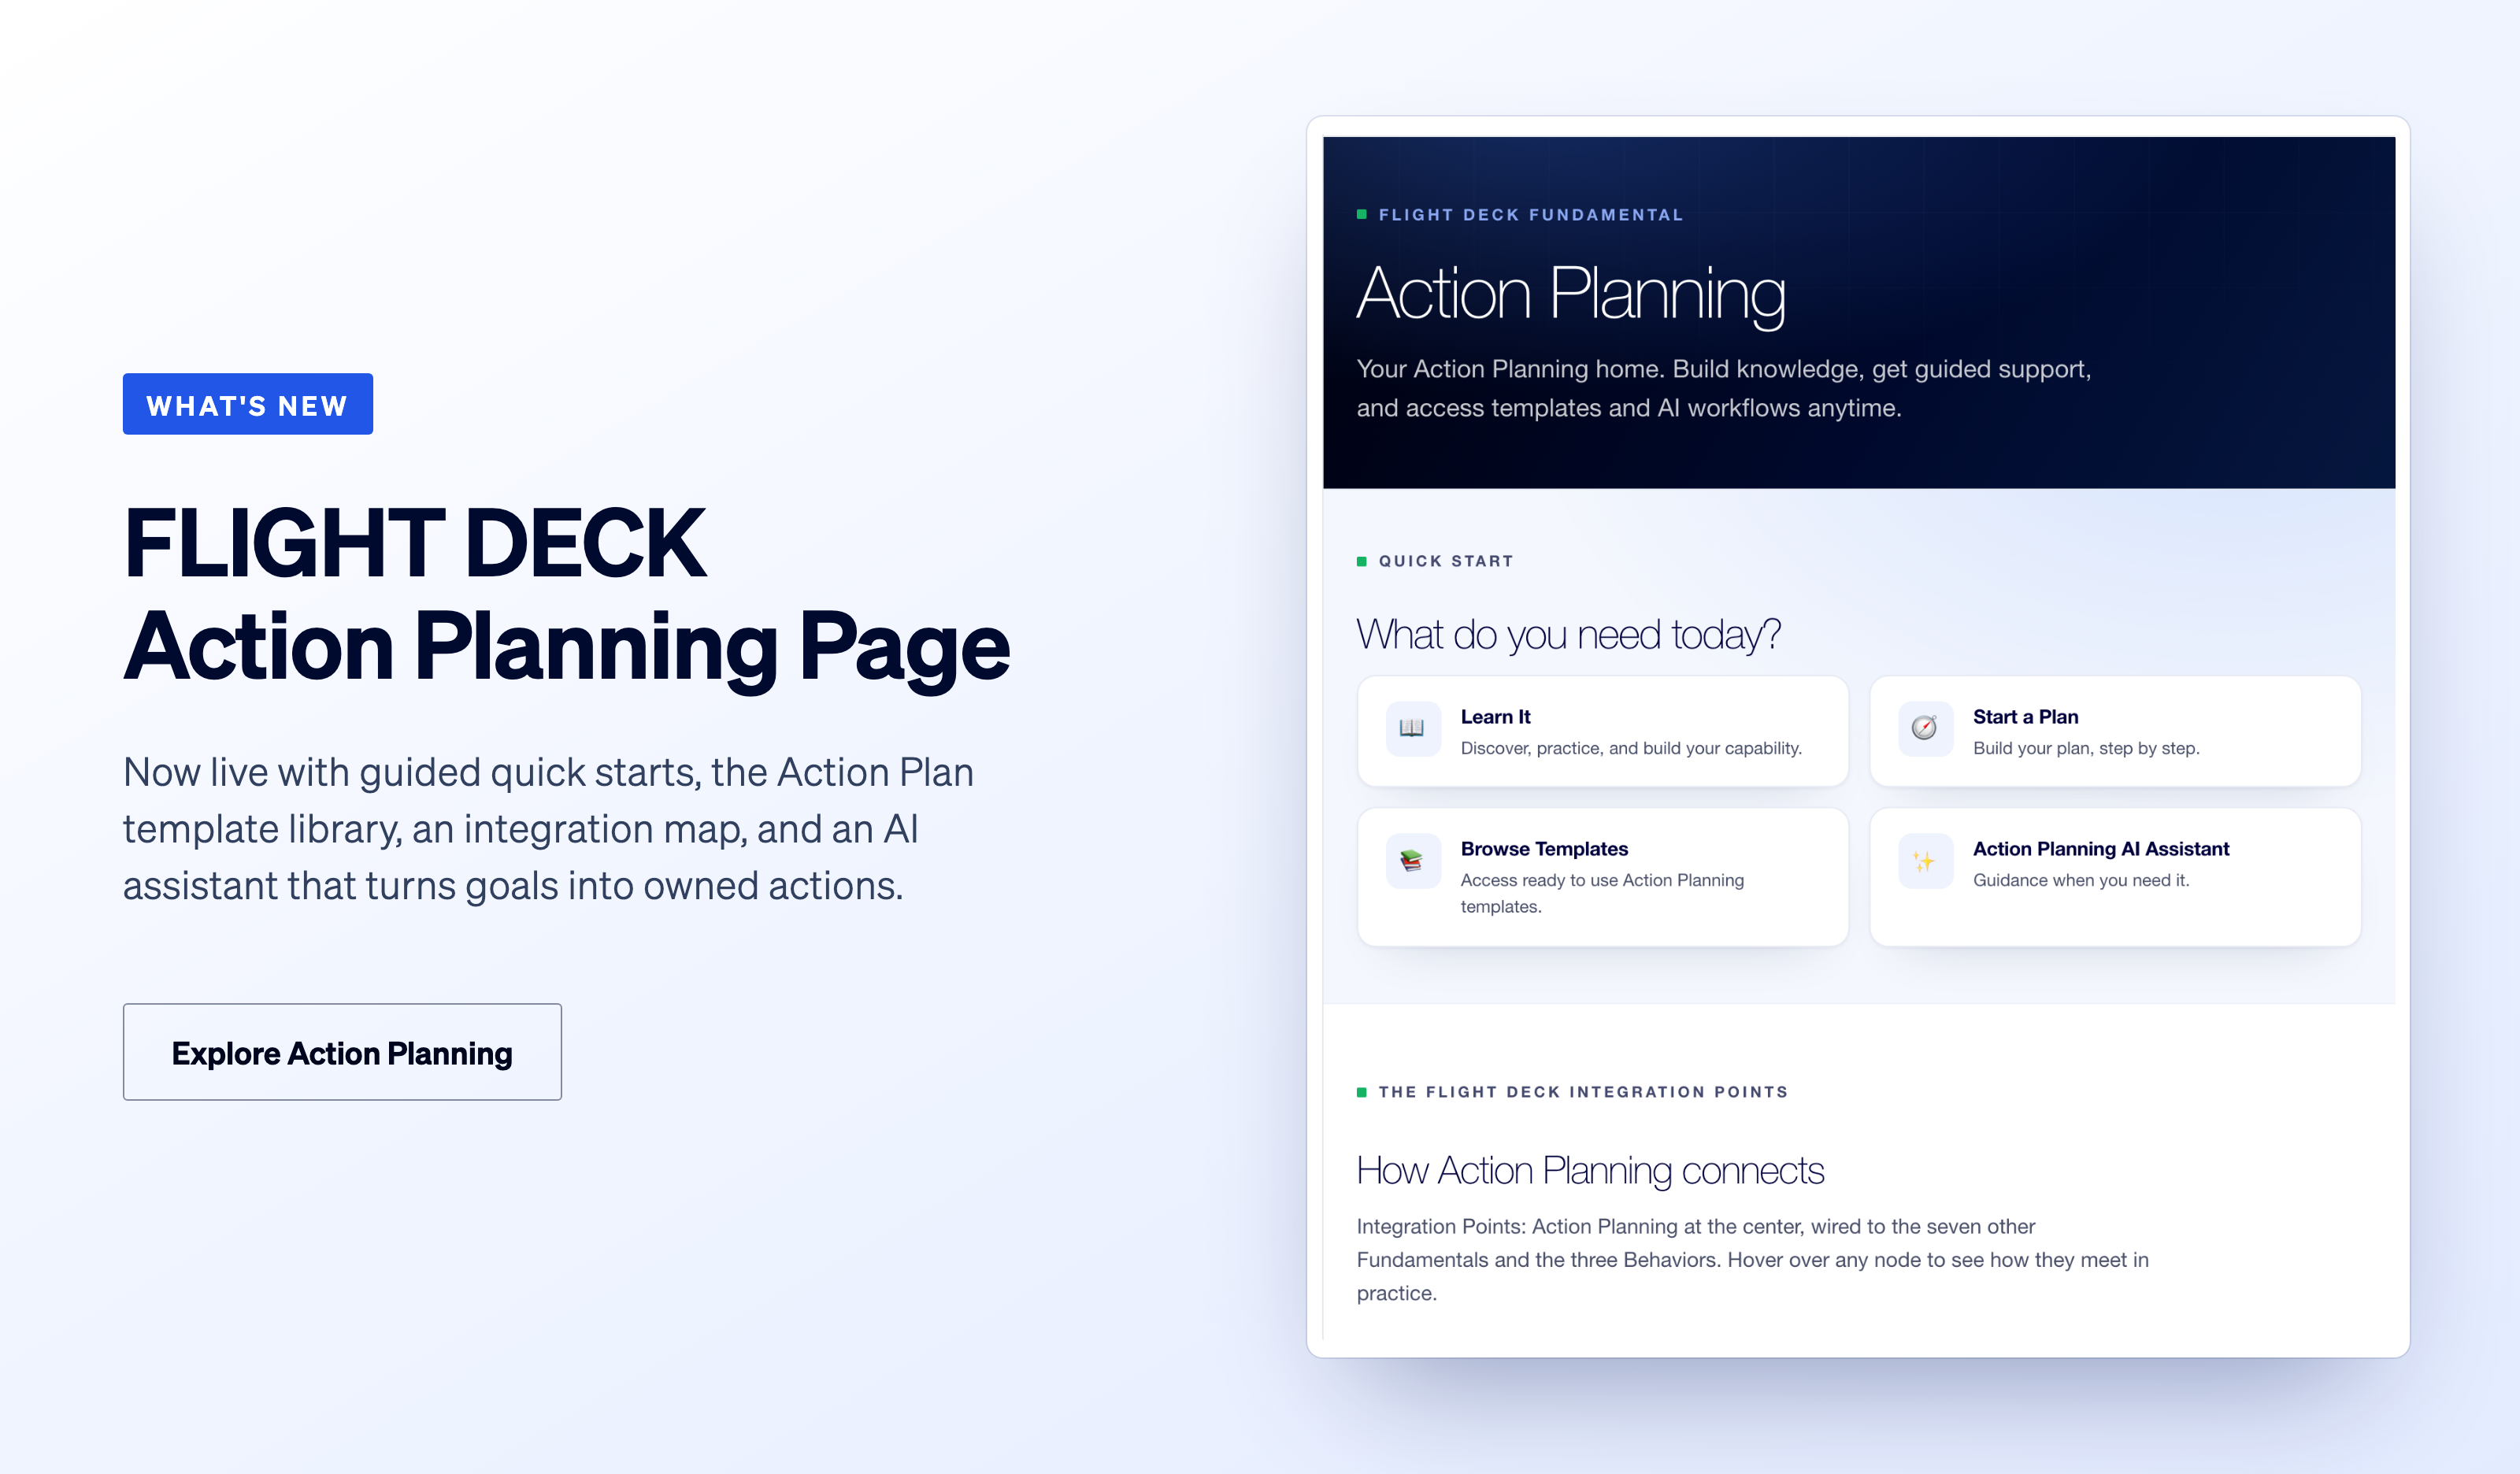 WHAT'S NEW
FLIGHT DECK
Action Planning Page
Now live with guided quick starts, the Action Plan
template library, an integration map, and an AI
assistant that turns goals into owned actions.
Explore Action Planning
FLIGHT DECK FUNDAMENTAL
Action Planning
Your Action Planning home. Build knowledge, get guided support,
and access templates and AI workflows anytime.
QUICK START
What do you need today?
Learn It
Discover, practice, and build your capability.
Start a Plan
Build your plan, step by step.
Browse Templates
Access ready to use Action Planning
templates.
Action Planning AI Assistant
Guidance when you need it.
THE FLIGHT DECK INTEGRATION POINTS
How Action Planning connects
Integration Points: Action Planning at the center, wired to the seven other
Fundamentals and the three Behaviors. Hover over any node to see how they meet in
practice.